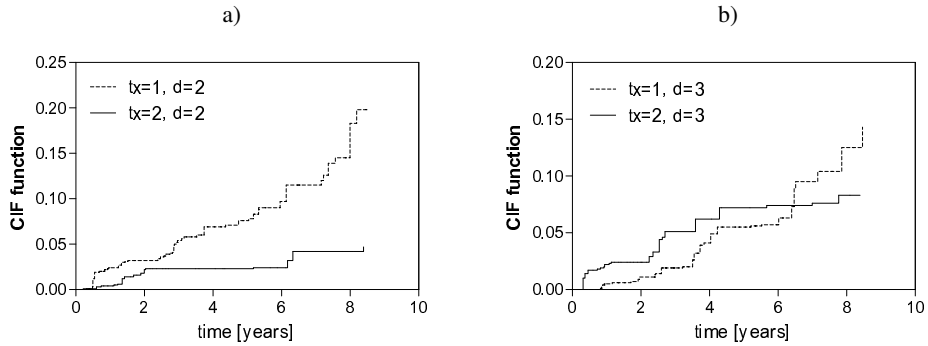 a)
CIF function
0.25
0.20
0.15
0.10
0.05
0.00
tx=1, d=2
tx=2, d=2
0 2 4 6 8 10
time [years]
b)
CIF function
0.20
0.15
0.10
0.05
0.00
tx=1, d=3
tx=2, d=3
0 2 4 6 8 10
time [years]